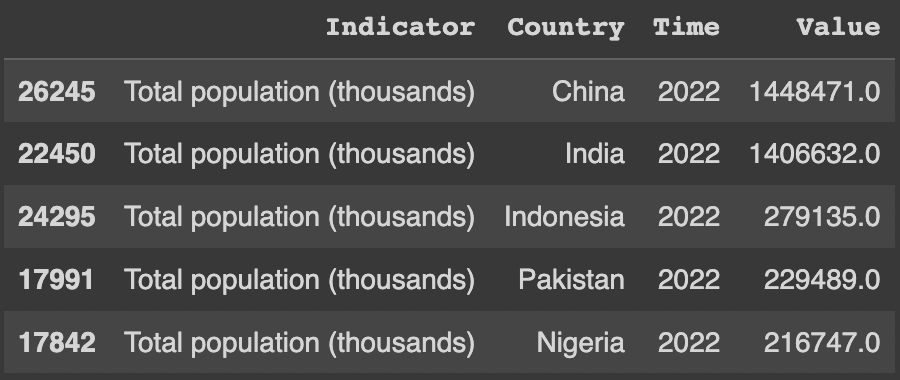 Indicator Country Time Value
26245 Total population (thousands) China 2022 1448471.0
22450 Total population (thousands) India 2022 1406632.0
24295 Total population (thousands) Indonesia 2022 279135.0
17991 Total population (thousands) Pakistan 2022 229489.0
17842 Total population (thousands) Nigeria 2022 216747.0